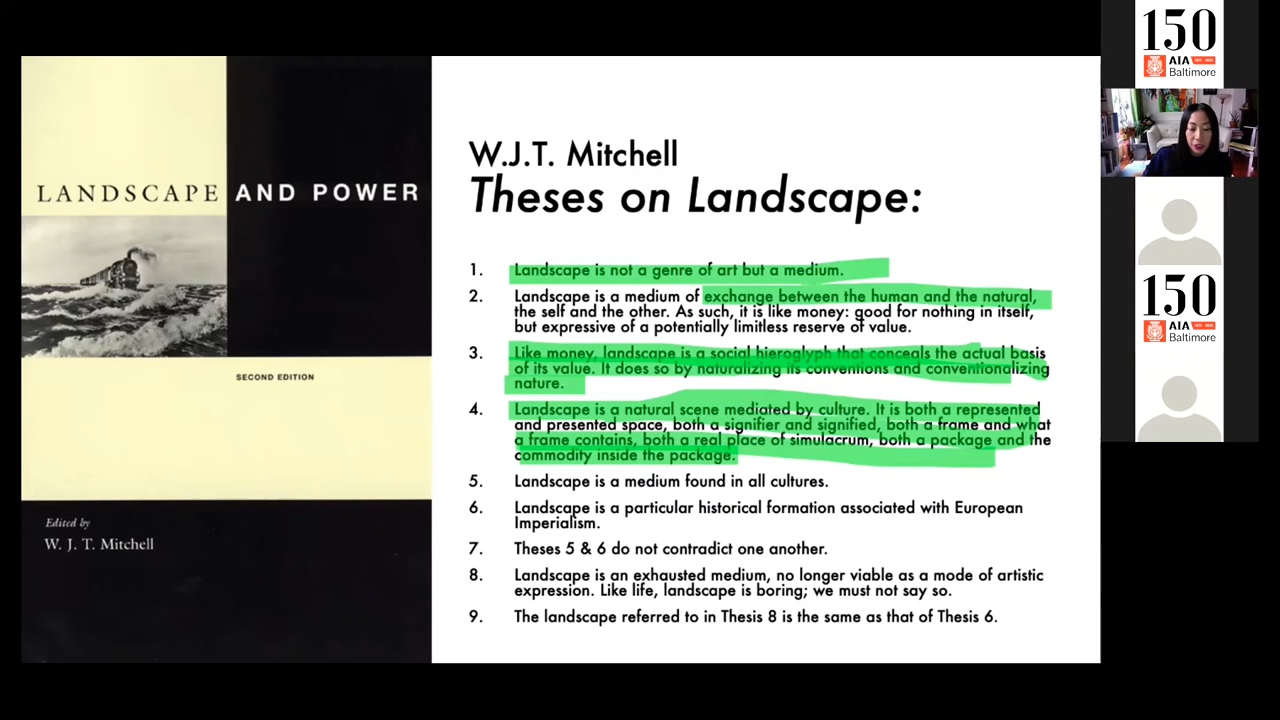 LANDSCAPE AND POWER
SECOND EDITION
Edited by
W. J. T. Mitchell
W.J.T. Mitchell
Theses on Landscape:
1. Landscape is not a genre of art but a medium.
2. Landscape is a medium of exchange between the human and the natural,
the self and the other. As such, it is like money: good for nothing in itself,
but expressive of a potentially limitless reserve of value.
3. Like money, landscape is a social hieroglyph that conceals the actual basis
of its value. It does so by naturalizing its conventions and conventionalizing
nature.
4. Landscape is a natural scene mediated by culture. It is both a represented
and presented space, both a signifier and signified, both a frame and what
a frame contains, both a real place of simulacrum, both a package and the
commodity inside the package.
5. Landscape is a medium found in all cultures.
6. Landscape is a particular historical formation associated with European
Imperialism.
7. Theses 5 & 6 do not contradict one another.
8. Landscape is an exhausted medium, no longer viable as a mode of artistic
expression. Like life, landscape is boring; we must not say so.
9. The landscape referred to in Thesis 8 is the same as that of Thesis 6.
150
AIA
Baltimore
150
AIA
Baltimore